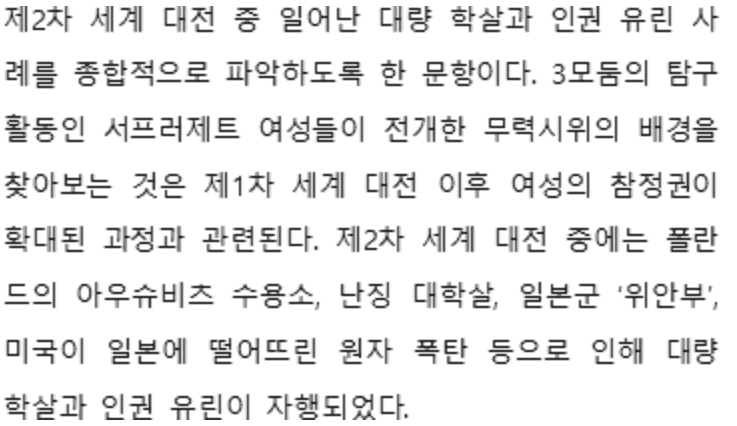 제2차 세계 대전 중 일어난 대량 학살과 인권 유린 사
례를 종합적으로 파악하도록 한 문항이다. 3모둠의 탐구
활동인 서프러제트 여성들이 전개한 무력시위의 배경을
찾아보는 것은 제1차 세계 대전 이후 여성의 참정권이
확대된 과정과 관련된다. 제2차 세계 대전 중에는 폴란
드의 아우슈비츠 수용소, 난징 대학살, 일본군 ‘위안부’,
미국이 일본에 떨어뜨린 원자 폭탄 등으로 인해 대량
학살과 인권 유린이 자행되었다.